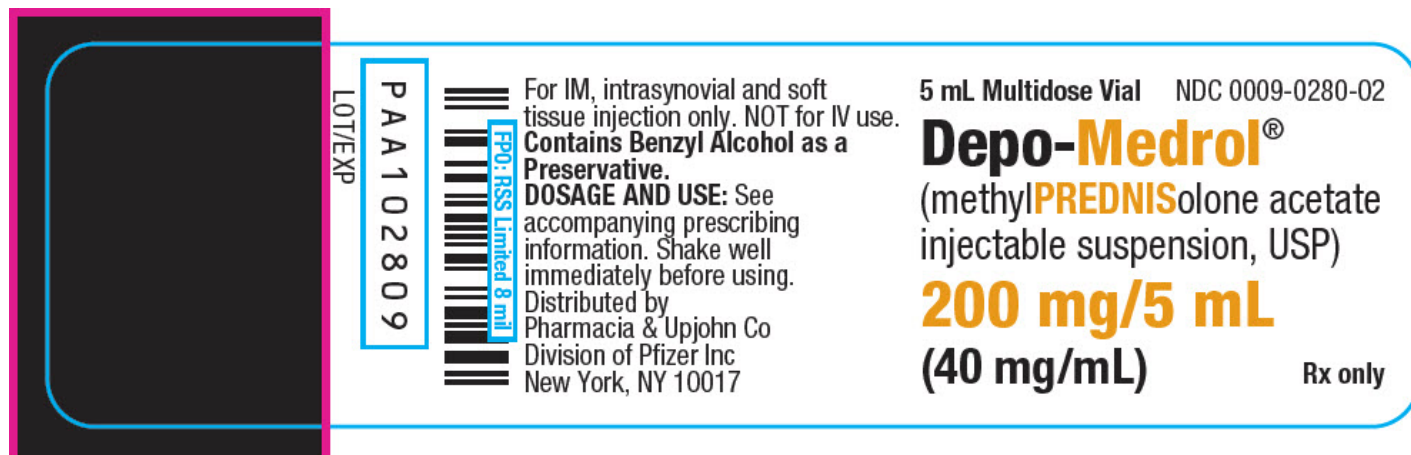 LOT/EXP
PAA102809
FPO: RSS Limited 8 mil
For IM, intrasynovial and soft
tissue injection only. NOT for IV use.
Contains Benzyl Alcohol as a
Preservative.
DOSAGE AND USE: See
accompanying prescribing
information. Shake well
immediately before using.
Distributed by
Pharmacia & Upjohn Co
Division of Pfizer Inc
New York, NY 10017
5 mL Multidose Vial NDC 0009-0280-02
Depo-Medrol®
(methylPREDNISolone acetate
injectable suspension, USP)
200 mg/5 mL
(40 mg/mL) Rx only